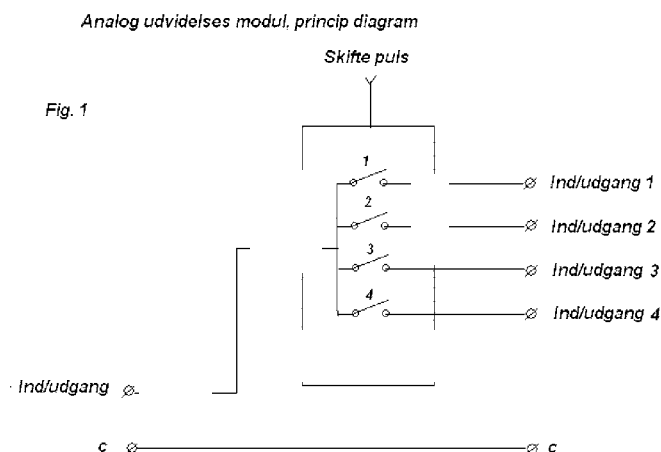 Analog udvidelses modul, princip diagram
Skifte puls
Fig. 1
1
Ind/udgang 1
2
Ind/udgang 2
3
Ind/udgang 3
4
Ind/udgang 4
Ind/udgang
c
c